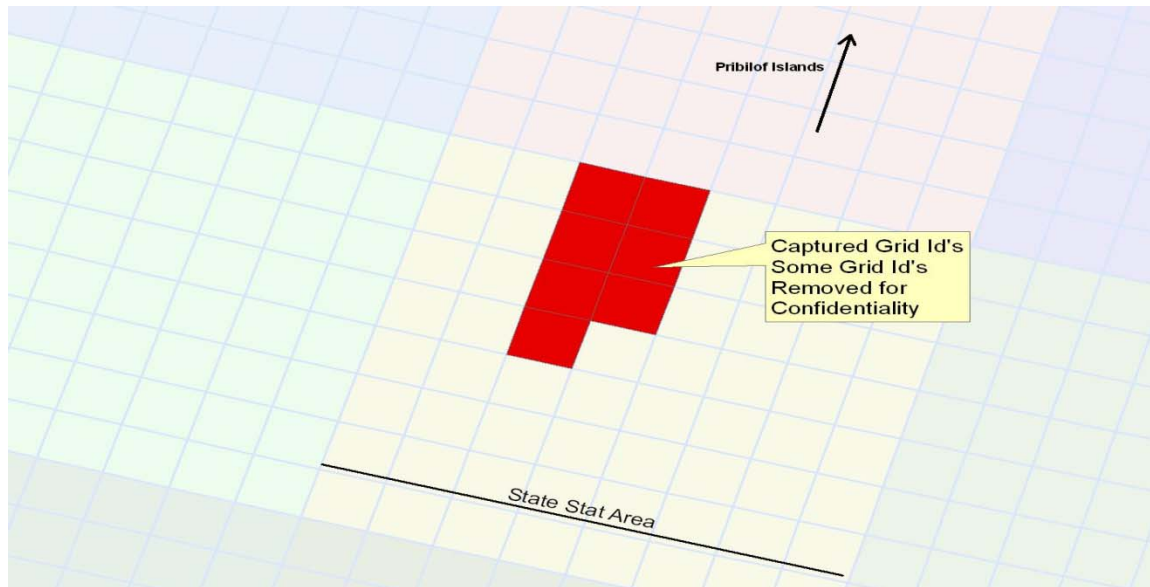 Pribilof Islands
Captured Grid Id's
Some Grid Id's
Removed for
Confidentiality
State Stat Area